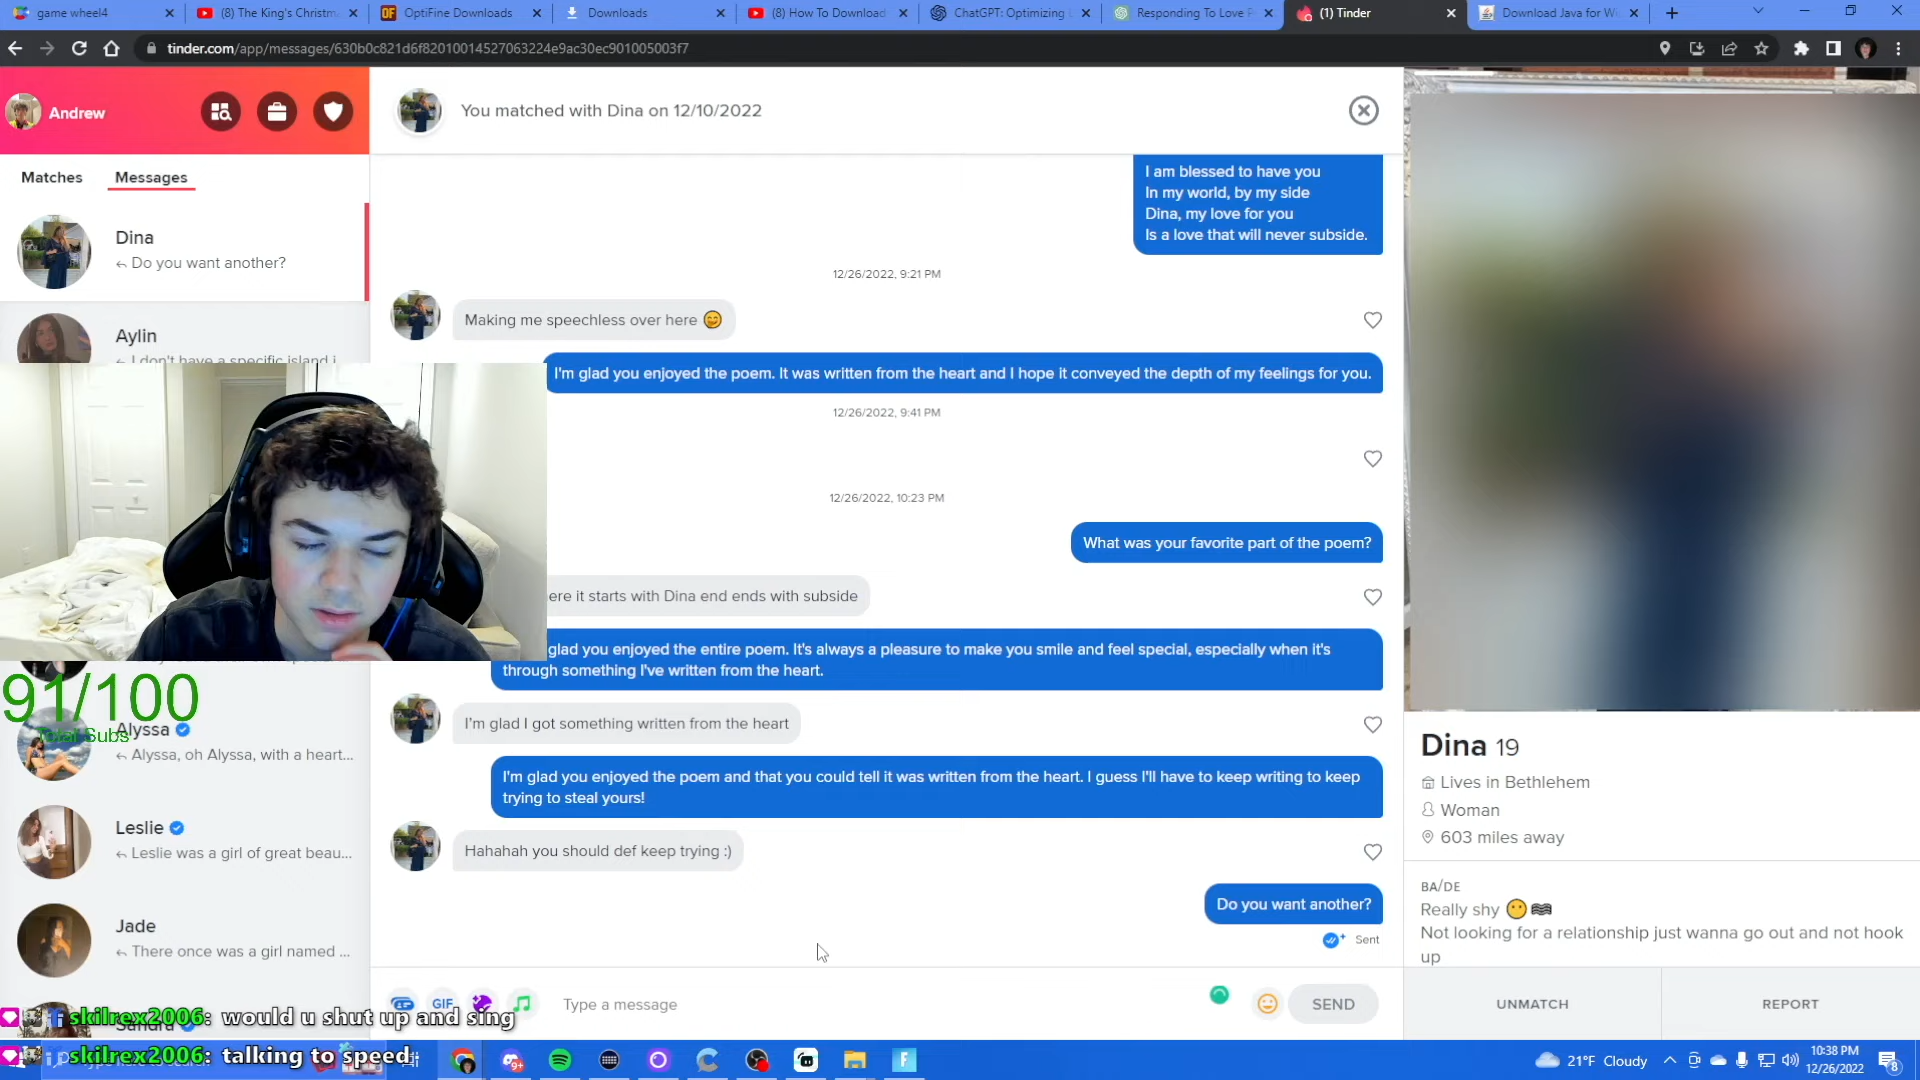 game wheel4
(8) The King's Christm
OptiFine Downloads
Downloads
(8) How To Download
ChatGPT: Optimizing
Responding To Love
(1) Tinder
Download Java for Wi
tinder.com/app/messages/630b0c821d6f82010014527063224e9ac30ec901005003f7
Andrew
You matched with Dina on 12/10/2022
Matches
Messages
Dina
Do you want another?
Aylin
I don't have a specific island i
I am blessed to have you
In my world, by my side
Dina, my love for you
Is a love that will never subside.
12/26/2022, 9:21 PM
Making me speechless over here
I'm glad you enjoyed the poem. It was written from the heart and I hope it conveyed the depth of my feelings for you.
12/26/2022, 9:41 PM
12/26/2022, 10:23 PM
What was your favorite part of the poem?
ere it starts with Dina end ends with subside
glad you enjoyed the entire poem. It's always a pleasure to make you smile and feel special, especially when it's
through something I've written from the heart.
I'm glad I got something written from the heart
I'm glad you enjoyed the poem and that you could tell it was written from the heart. I guess I'll have to keep writing to keep
trying to steal yours!
Hahahah you should def keep trying :)
Do you want another?
Sent
91/100
Total Subs
Alyssa
Alyssa, oh Alyssa, with a heart...
Leslie
Leslie was a girl of great beau...
Jade
There once was a girl named ...
Sandra
skilrex2006: would u shut up and sing
skilrex2006: talking to speed
GIF
Type a message
SEND
Dina 19
Lives in Bethlehem
Woman
603 miles away
BA/DE
Really shy
Not looking for a relationship just wanna go out and not hook
up
UNMATCH
REPORT
21°F Cloudy
10:38 PM
12/26/2022
8